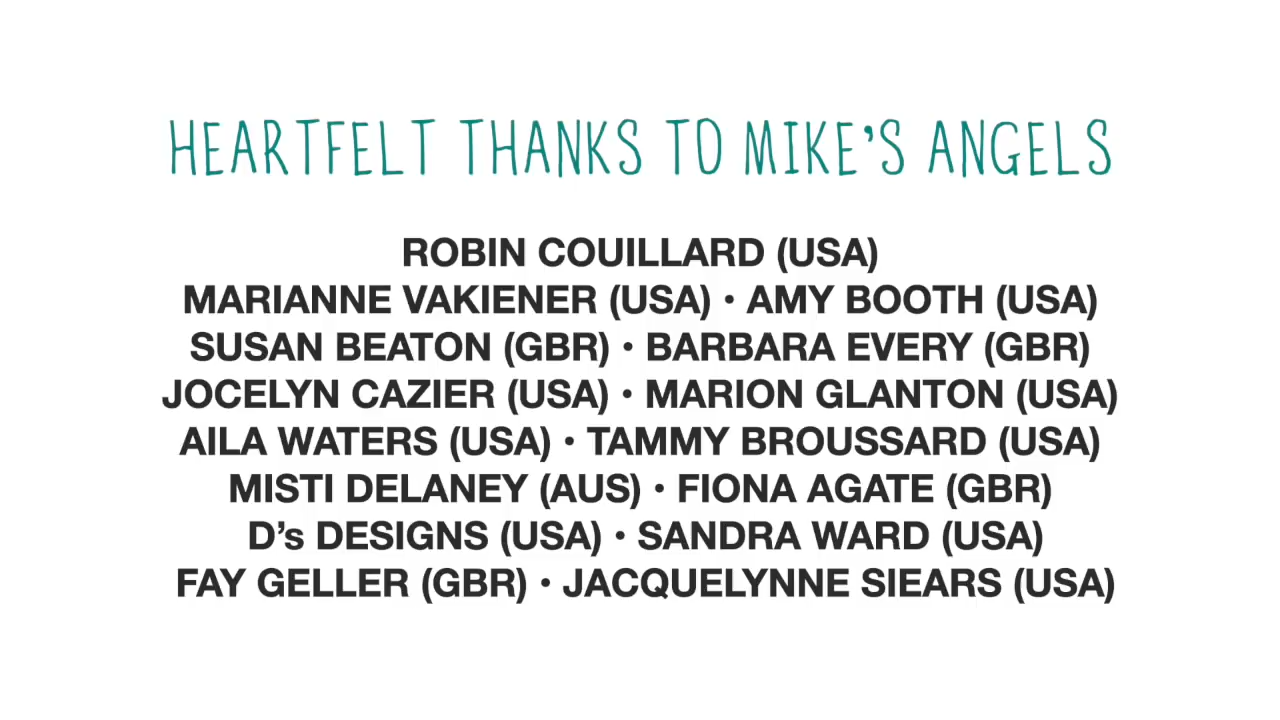 HEARTFELT THANKS TO MIKE'S ANGELS
ROBIN COUILLARD (USA)
MARIANNE VAKIENER (USA) • AMY BOOTH (USA)
SUSAN BEATON (GBR) • BARBARA EVERY (GBR)
JOCELYN CAZIER (USA) • MARION GLANTON (USA)
AILA WATERS (USA) • TAMMY BROUSSARD (USA)
MISTI DELANEY (AUS) • FIONA AGATE (GBR)
D's DESIGNS (USA) • SANDRA WARD (USA)
FAY GELLER (GBR) • JACQUELYNNE SIEARS (USA)